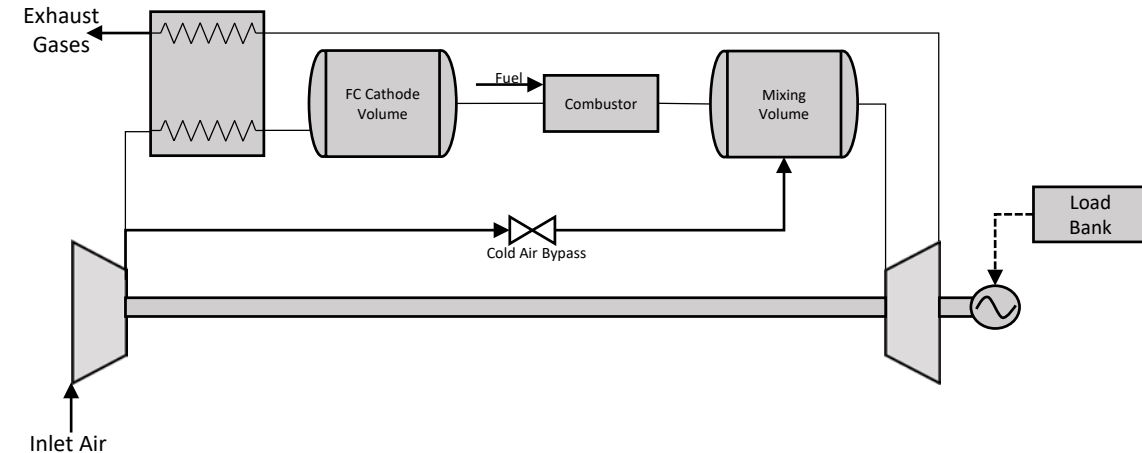 Exhaust
Gases
FC Cathode
Volume
Fuel
Combustor
Mixing
Volume
Load
Bank
Cold Air Bypass
Inlet Air